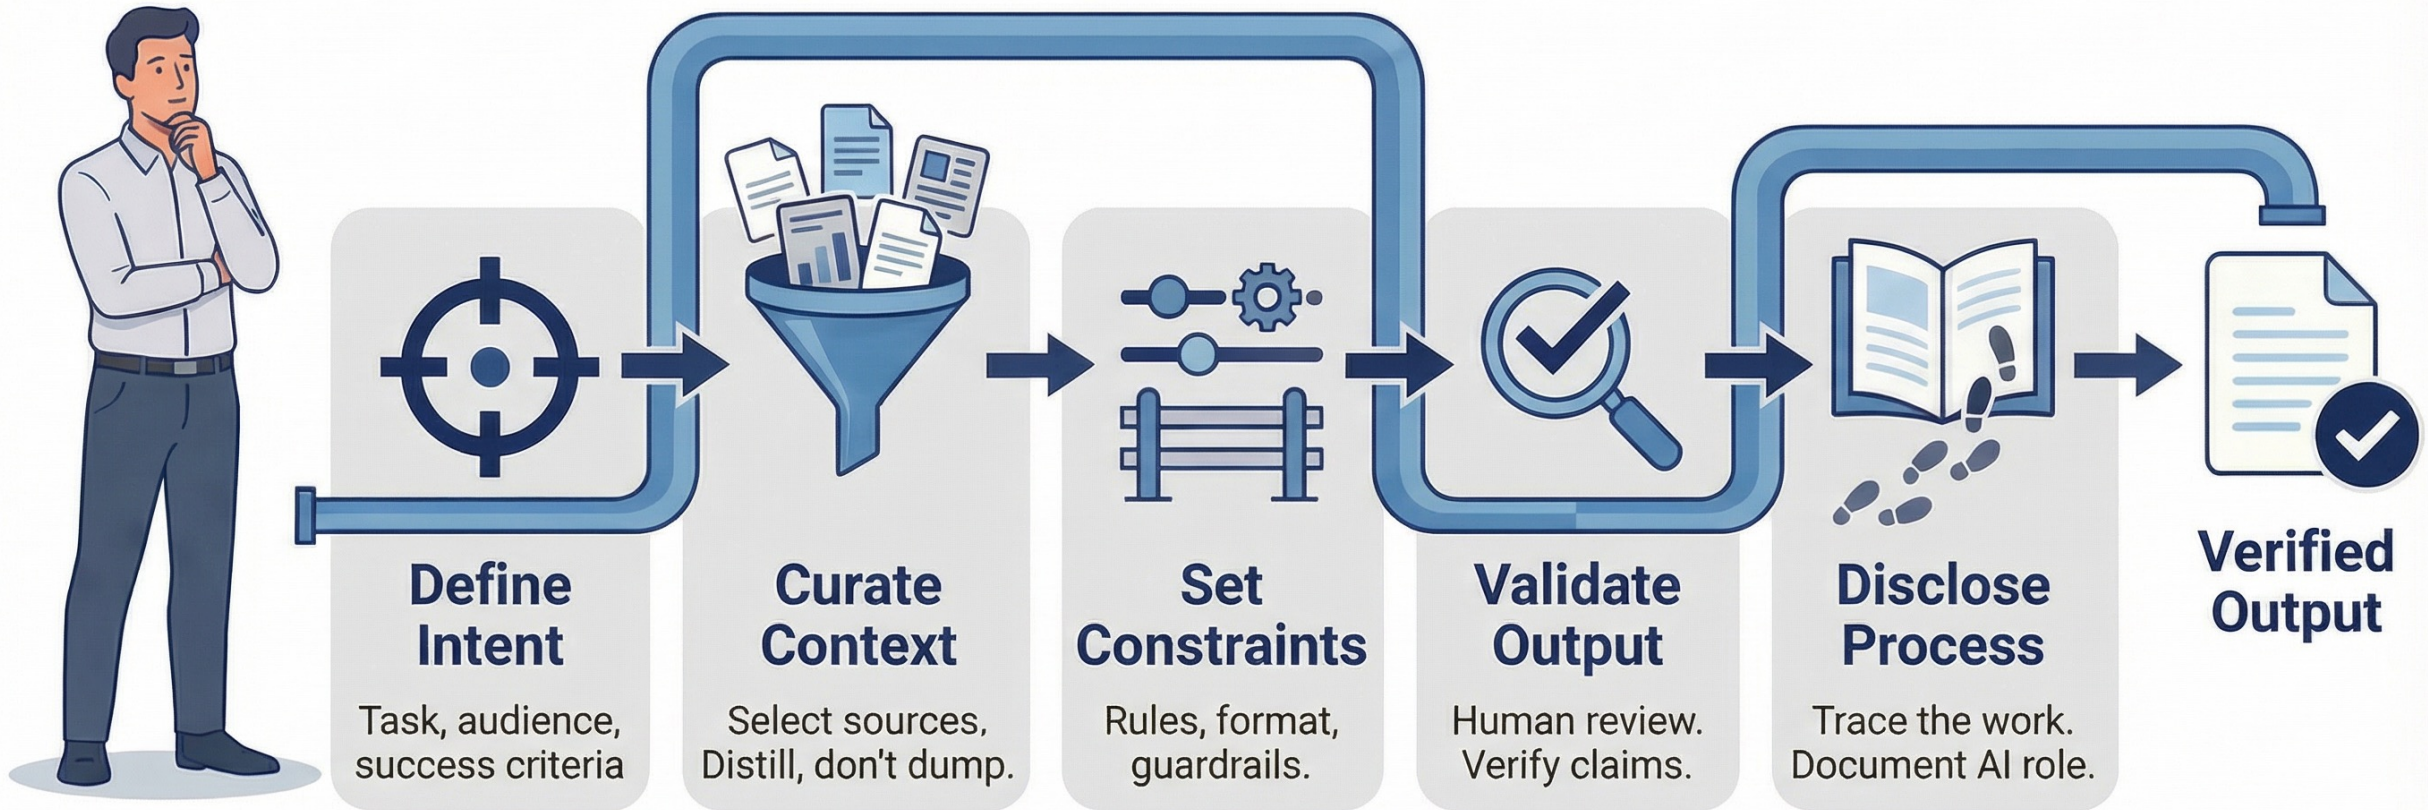 Define
Intent
Task, audience,
success criteria
Curate
Context
Select sources,
Distill, don't dump.
Set
Constraints
Rules, format,
guardrails.
Validate
Output
Human review.
Verify claims.
Disclose
Process
Trace the work.
Document AI role.
Verified
Output